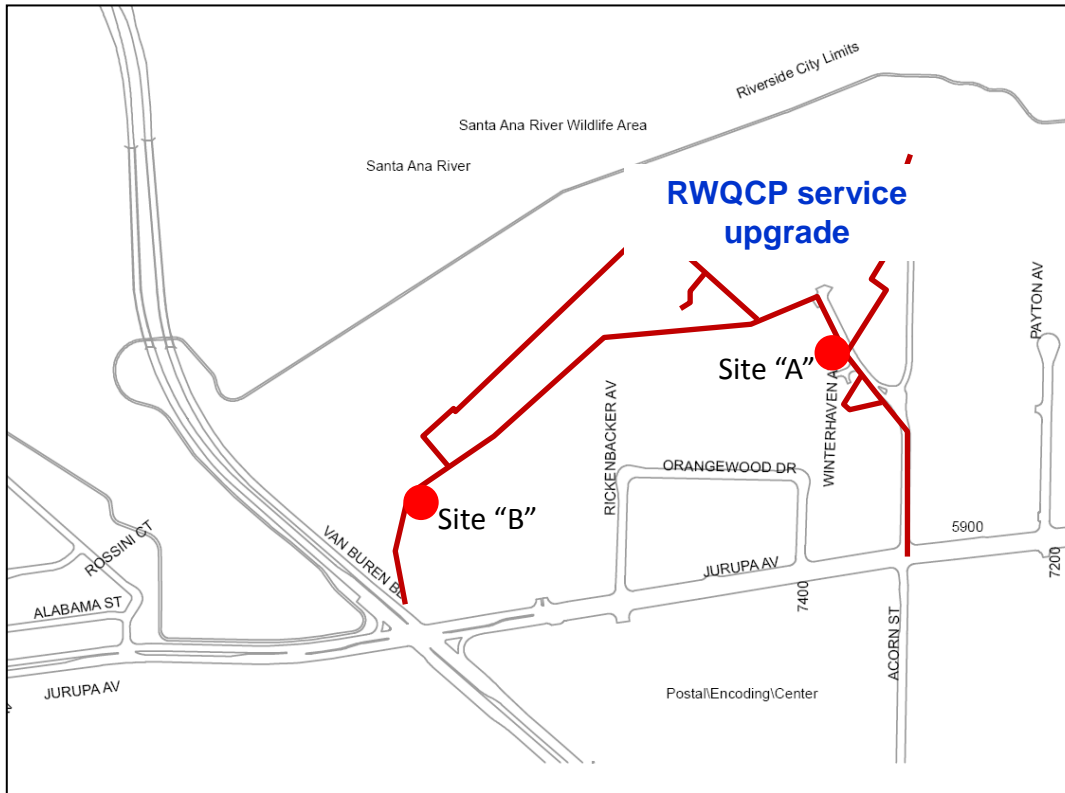 Riverside City Limits
Santa Ana River Wildlife Area
Santa Ana River
RWQCP service
upgrade
PAYTON AV
Site “A”
WINTERHAVEN A
RICKENBACKER AV
ORANGEWOOD DR
Site “B”
5900
VAN BUREN BL
ROSSINI CT
JURUPA AV
7200
7400
ALABAMA ST
ACORN ST
JURUPA AV
Postal\Encoding\Center